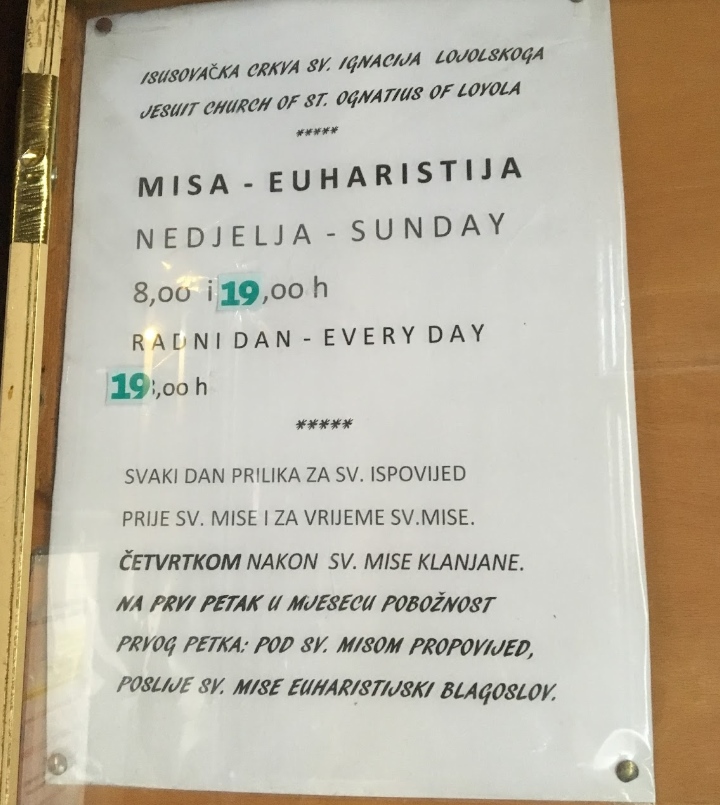 ISUSOVAČKA CRKVA SV. IGNACIJA LOJOLSKOGA
JESUIT CHURCH OF ST. OGNATIUS OF LOYOLA
*****
MISA - EUHARISTIJA
NEDJELJA - SUNDAY
8,00 i 19,00 h
RADNI DAN - EVERY DAY
19,00 h
*****
SVAKI DAN PRILIKA ZA SV. ISPOVIJED
PRIJE SV. MISE I ZA VRIJEME SV.MISE.
ČETVRTKOM NAKON SV. MISE KLANJANE.
NA PRVI PETAK U MJESECU POBOŽNOST
PRVOG PETKA: POD SV. MISOM PROPOVIJED,
POSLIJE SV. MISE EUHARISTIJSKI BLAGOSLOV.